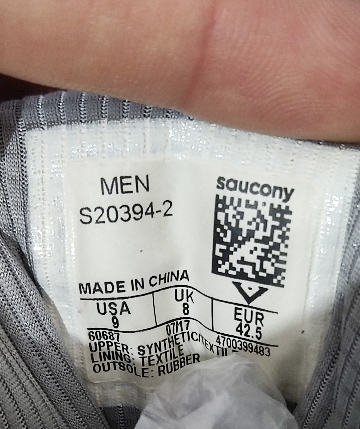 MEN
S20394-2
saucony
MADE IN CHINA
USA UK EUR
9 8 42.5
60687 07/17 4700399483
UPPER: SYNTHETIC/TEXTILE
LINING: TEXTILE
OUTSOLE: RUBBER